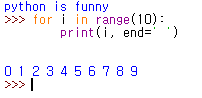 python is funny
>>> for i in range(10):
        print(i, end=' ')
0 1 2 3 4 5 6 7 8 9
>>>